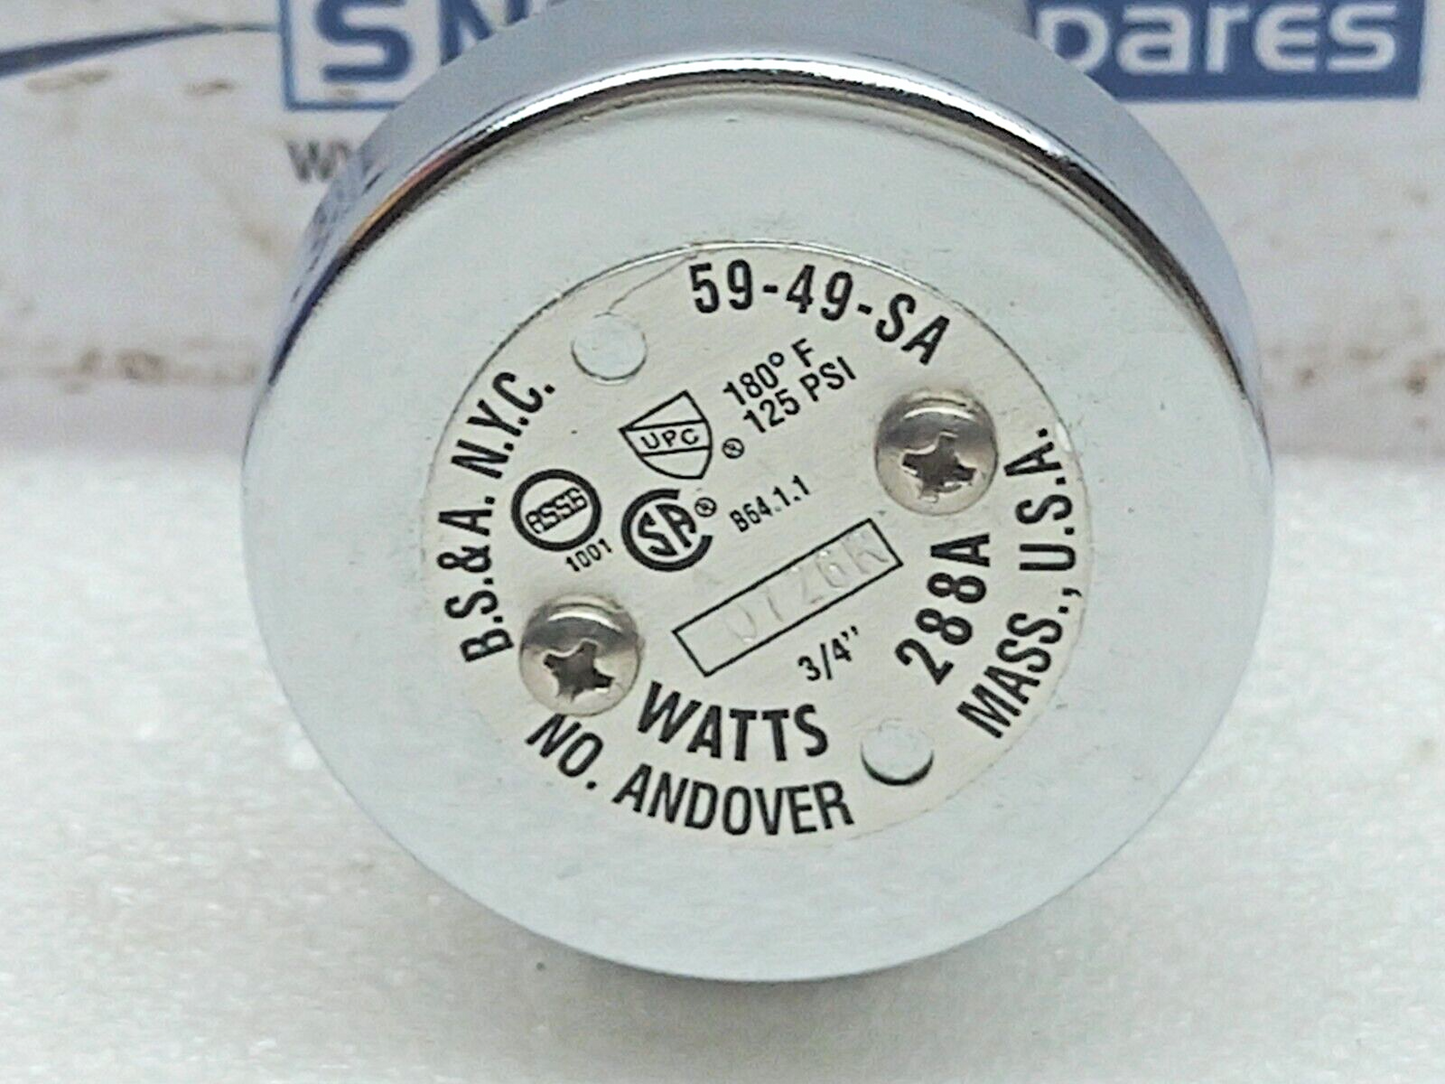 59-49-SA
180° F
125 PSI
UPC ®
B.S.&A. N.Y.C.
ASSE
1001
SA ®
B64.1.1
3/4"
288A
WATTS
NO. ANDOVER
MASS., U.S.A.